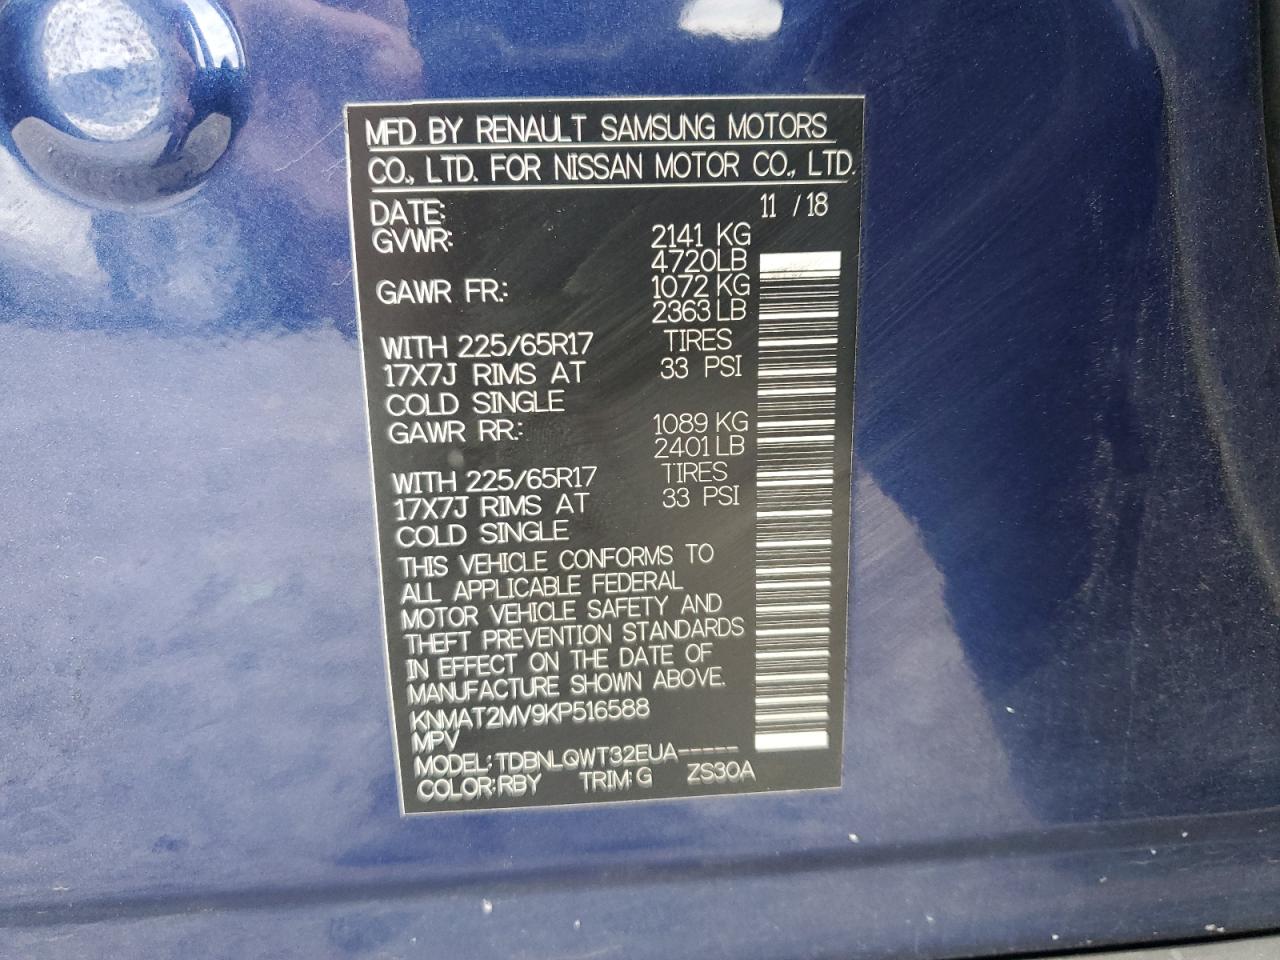 MFD BY RENAULT SAMSUNG MOTORS
CO., LTD. FOR NISSAN MOTOR CO., LTD.
DATE: 11 / 18
GVWR: 2141 KG
4720LB
GAWR FR.: 1072 KG
2363 LB
WITH 225/65R17 TIRES
17X7J RIMS AT 33 PSI
COLD SINGLE
GAWR RR.: 1089 KG
2401 LB
WITH 225/65R17 TIRES
17X7J RIMS AT 33 PSI
COLD SINGLE
THIS VEHICLE CONFORMS TO
ALL APPLICABLE FEDERAL
MOTOR VEHICLE SAFETY AND
THEFT PREVENTION STANDARDS
IN EFFECT ON THE DATE OF
MANUFACTURE SHOWN ABOVE.
KNMAT2MV9KP516588
MPV
MODEL: TDBNLQWT32EUA-----
COLOR: RBY TRIM: G ZS30A